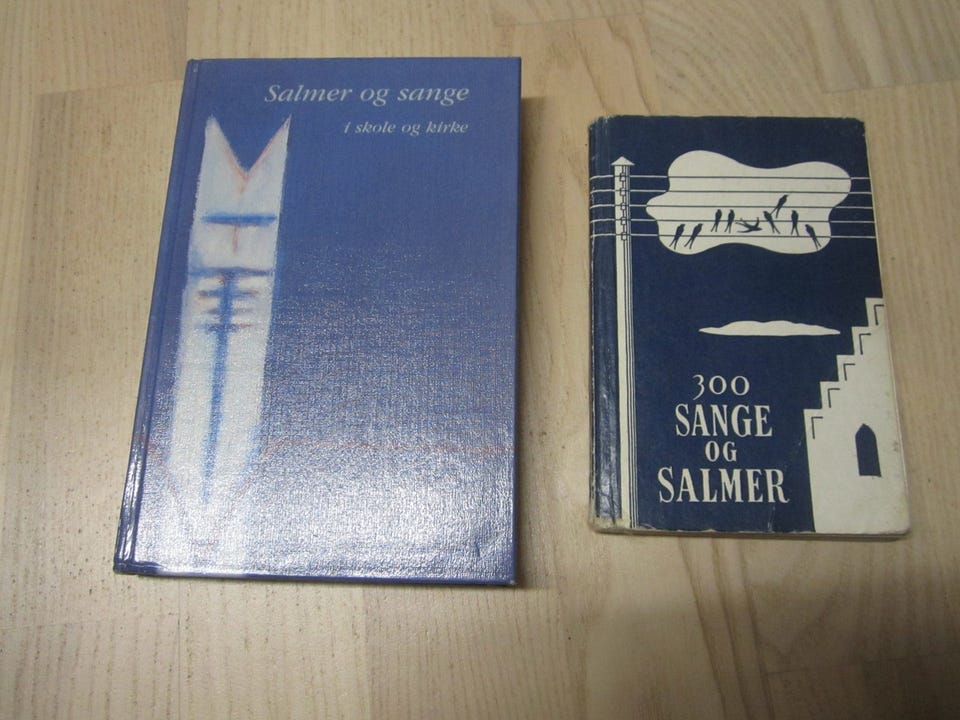 Salmer og sange
i skole og kirke
300
SANGE
OG
SALMER